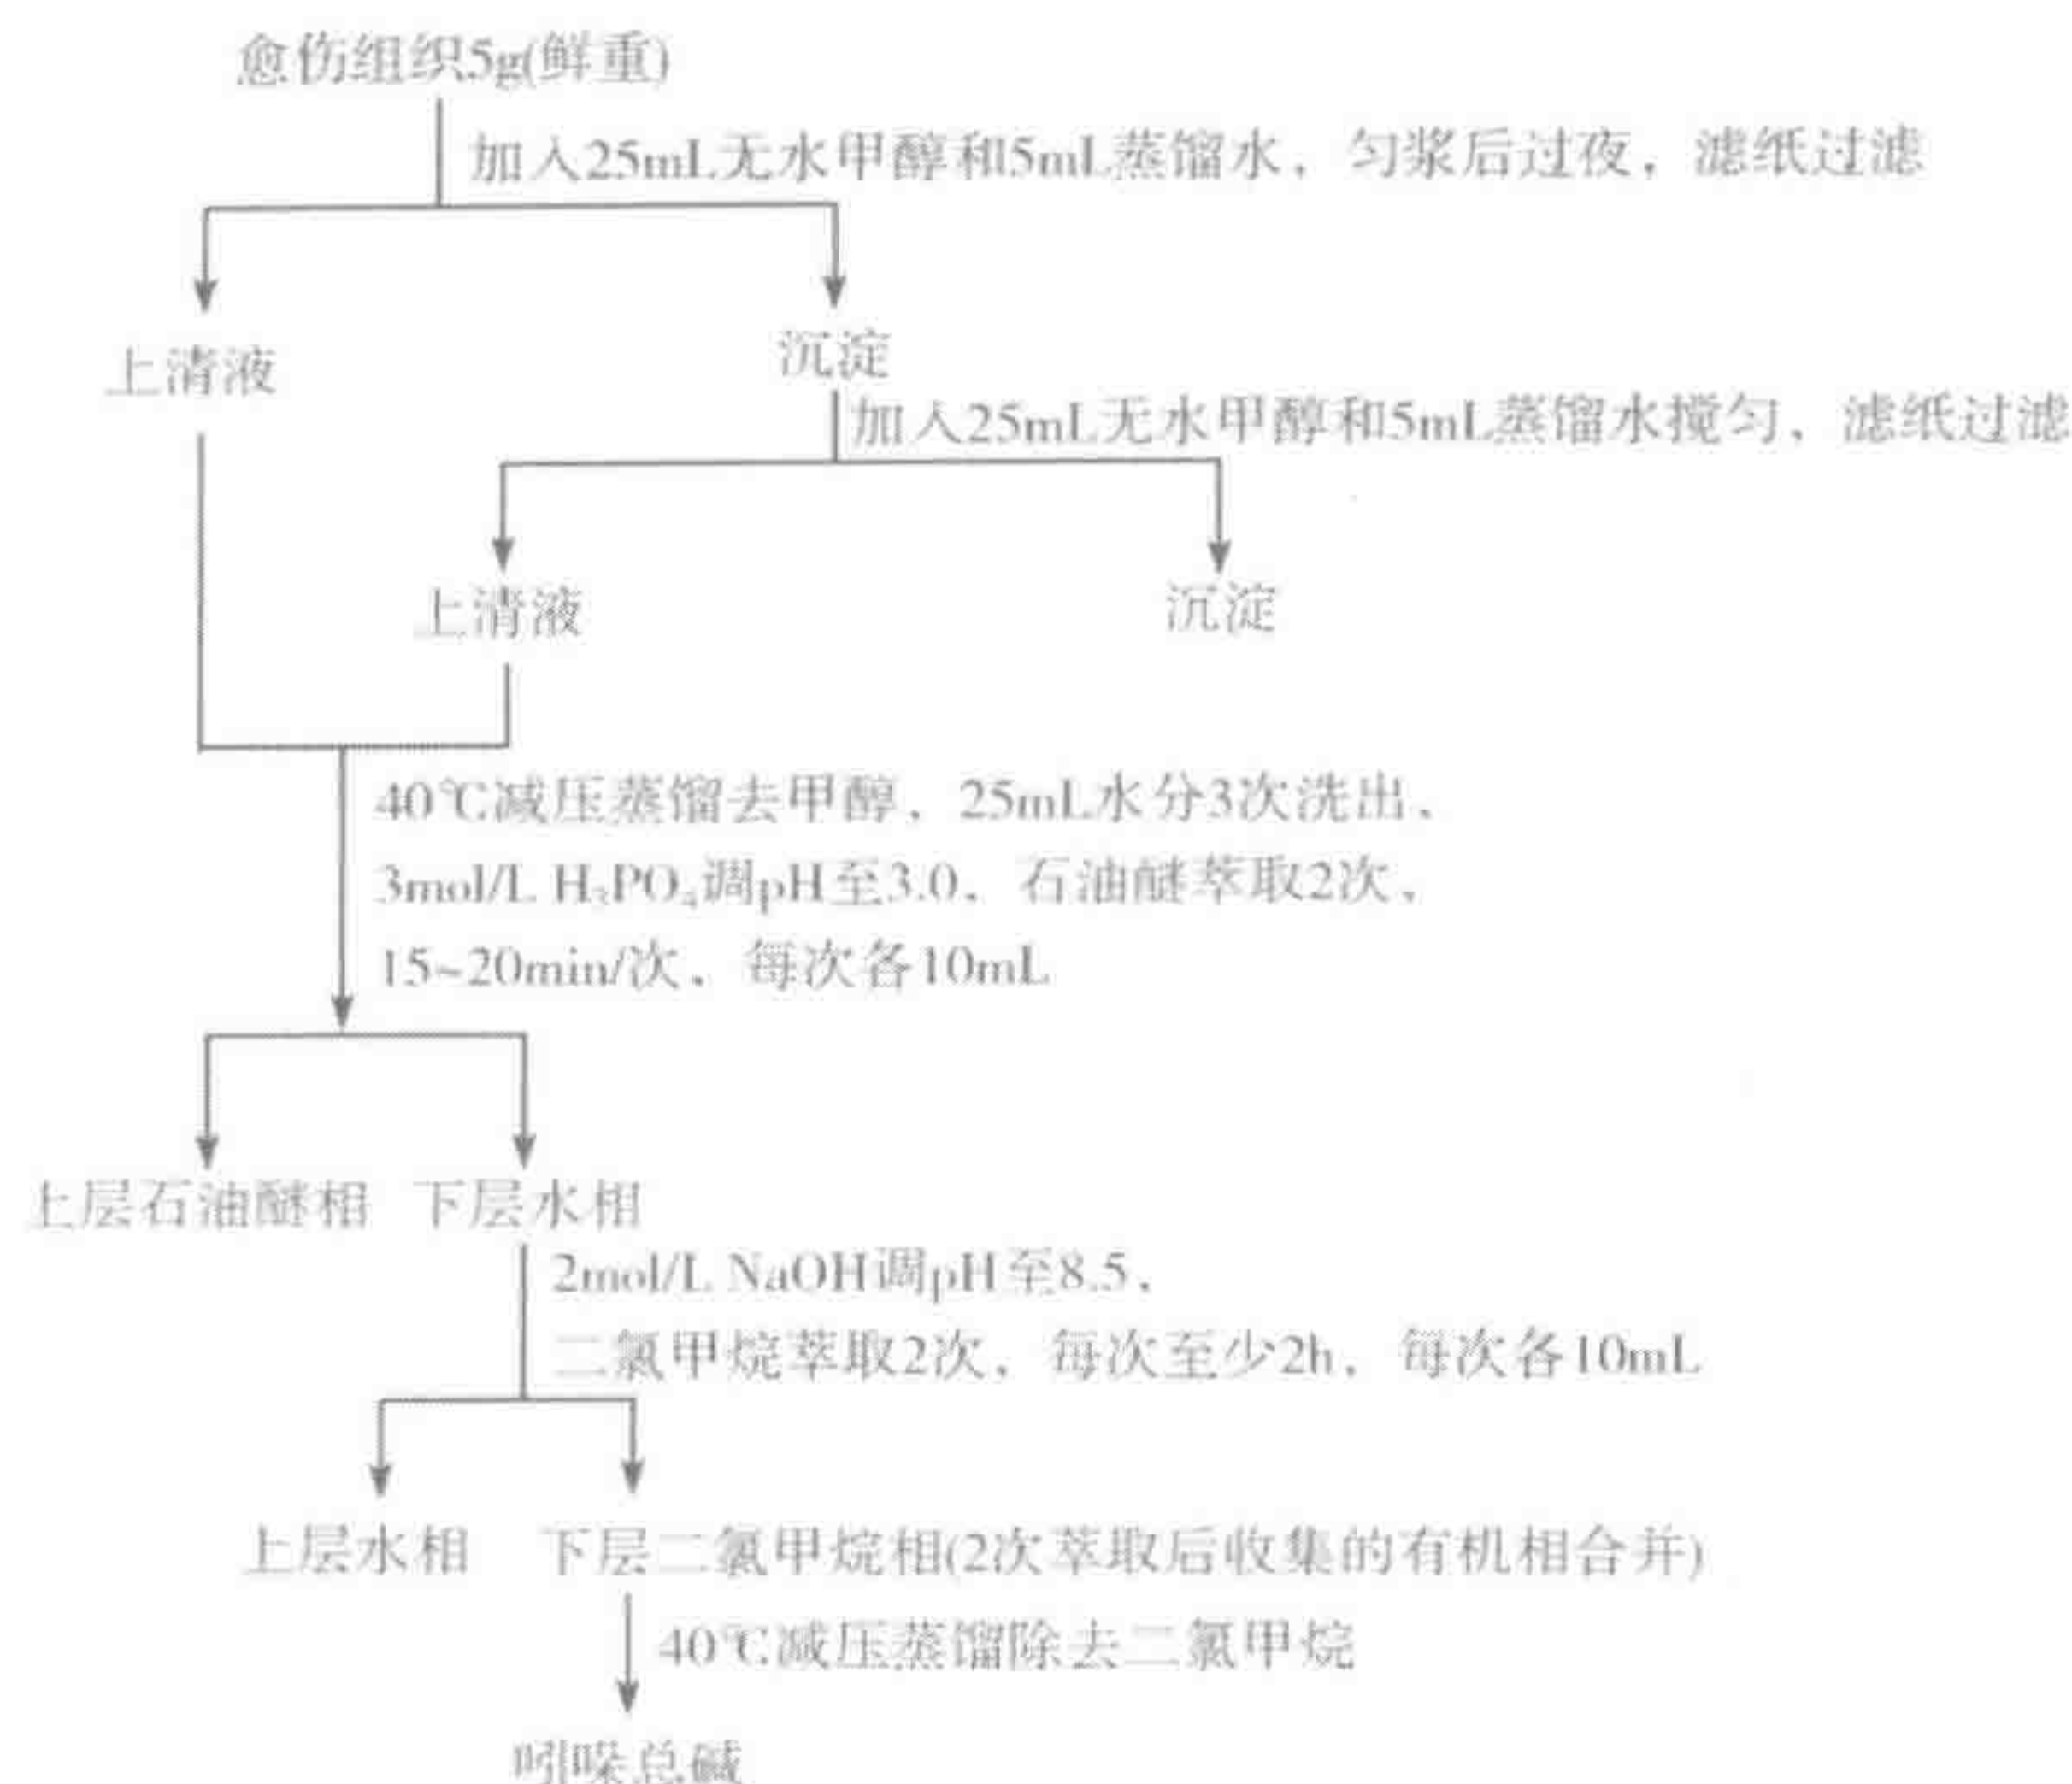 愈伤组织5g(鲜重)
加入25mL无水甲醇和5mL蒸馏水，匀浆后过夜，滤纸过滤
上清液
沉淀
加入25mL无水甲醇和5mL蒸馏水搅匀、滤纸过滤
上清液
沉淀
40℃减压蒸馏去甲醇，25mL水分3次洗出、
3mol/L H₃PO₄调pH至3.0、石油醚萃取2次，
15~20min/次、每次各10mL
上层石油醚相
下层水相
2mol/L NaOH调pH至8.5、
二氯甲烷萃取2次，每次至少2h，每次各10mL
上层水相
下层二氯甲烷相(2次萃取后收集的有机相合并)
40℃减压蒸馏除去二氯甲烷
吲哚总碱